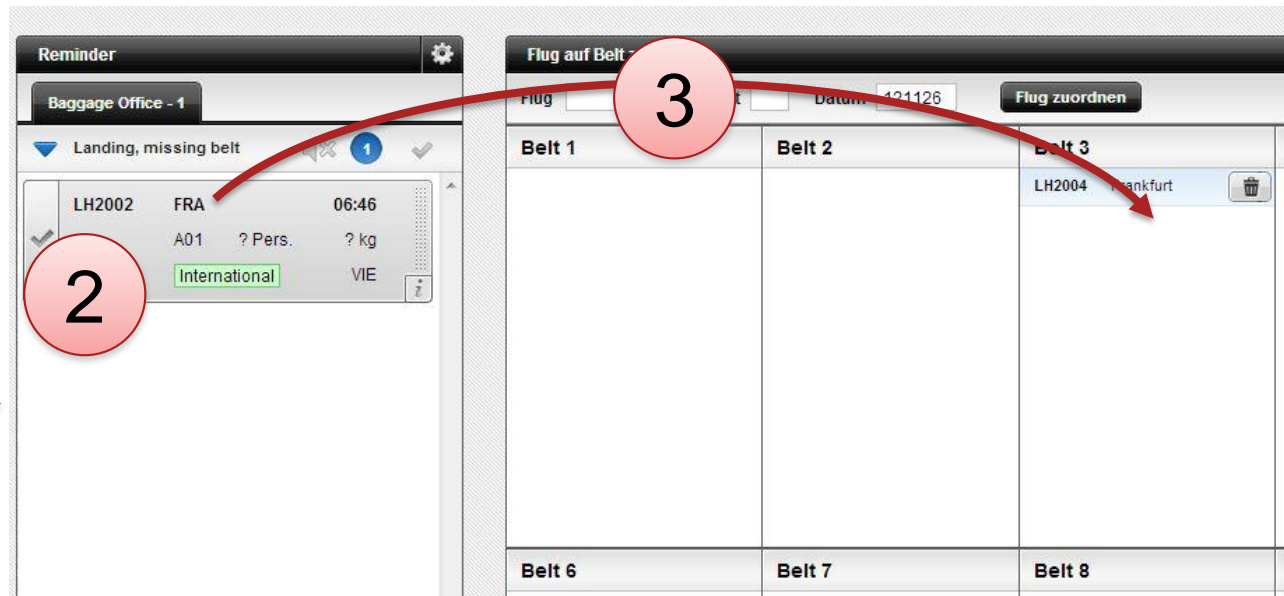 Reminder
Baggage Office - 1
Landing, missing belt 1
LH2002 FRA 06:46
A01 ? Pers. ? kg
International VIE
i
2
Flug auf Belt
3
Flug Datum 121126 Flug zuordnen
Belt 1 Belt 2 Belt 3
LH2004 Frankfurt
Belt 6 Belt 7 Belt 8